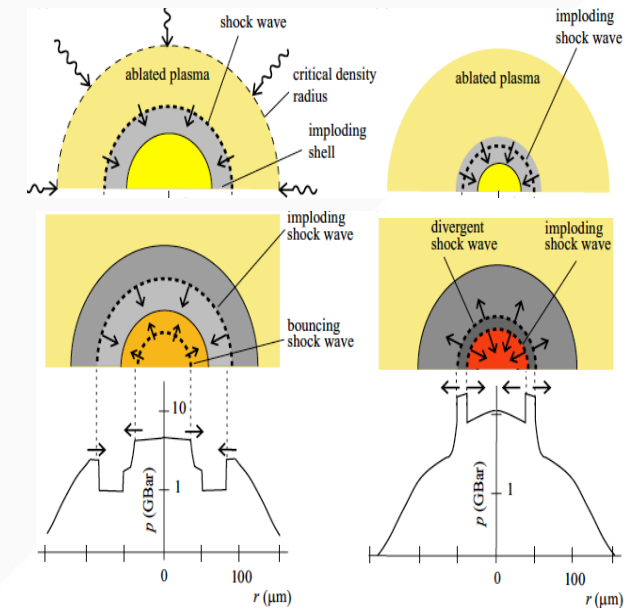 shock wave
ablated plasma
critical density
radius
imploding
shell
imploding
shock wave
ablated plasma
imploding
shock wave
bouncing
shock wave
divergent
shock wave
imploding
shock wave
10
1
p (GBar)
0
100
r (μm)
1
p (GBar)
0
100
r (μm)